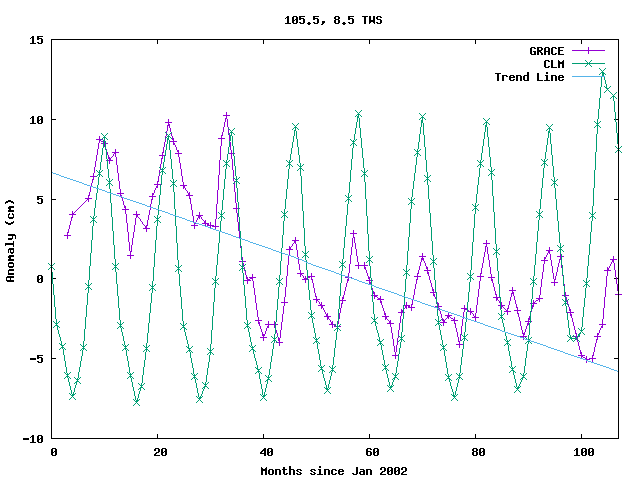 105.5, 8.5 TWS
GRACE
CLM
Trend Line
15
10
5
0
-5
-10
Anomaly (cm)
0 20 40 60 80 100
Months since Jan 2002